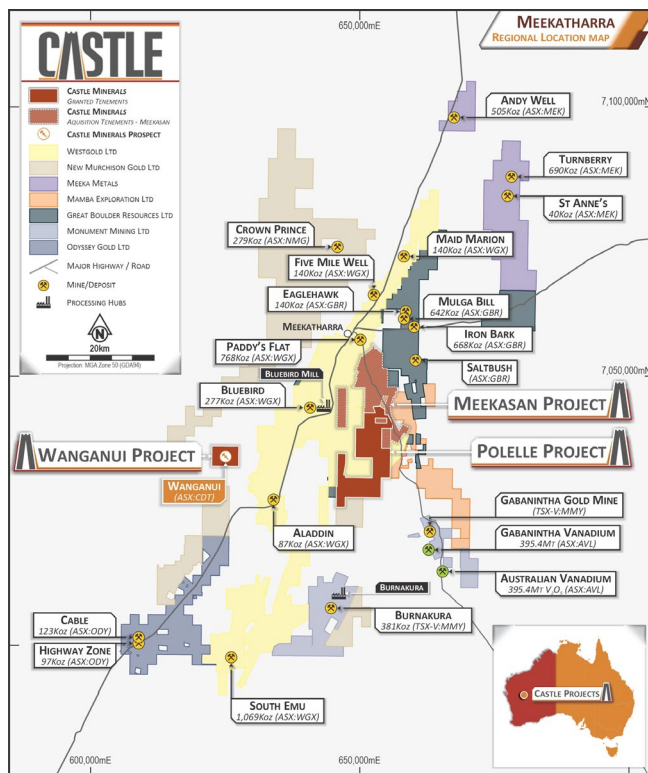 650,000mE
MEEKATHARRA
REGIONAL LOCATION MAP
CASTLE
CASTLE MINERALS
GRANTED TENEMENTS
CASTLE MINERALS
AQUISITION TENEMENTS - MEEKASAN
CASTLE MINERALS PROSPECT
WESTGOLD LTD
NEW MURCHISON GOLD LTD
MEEKA METALS
MAMBA EXPLORATION LTD
GREAT BOULDER RESOURCES LTD
MONUMENT MINING LTD
ODYSSEY GOLD LTD
MAJOR HIGHWAY / ROAD
MINE/DEPOSIT
PROCESSING HUBS
N
20km
Projection: MGA Zone 50 (GDA94)
ANDY WELL
505Koz (ASX:MEK)
7,100,000mN
TURNBERRY
690Koz (ASX:MEK)
ST ANNE'S
40Koz (ASX:MEK)
CROWN PRINCE
279Koz (ASX:NMG)
MAID MARION
140Koz (ASX:WGX)
FIVE MILE WELL
140Koz (ASX:WGX)
EAGLEHAWK
140Koz (ASX:GBR)
MULGA BILL
642Koz (ASX:GBR)
MEEKATHARRA
IRON BARK
668Koz (ASX:GBR)
PADDY'S FLAT
768Koz (ASX:WGX)
SALTBUSH
(ASX:GBR)
7,050,000mN
BLUEBIRD MILL
BLUEBIRD
277Koz (ASX:WGX)
MEEKASAN PROJECT
WANGANUI PROJECT
POLELLE PROJECT
WANGANUI
(ASX:CDT)
GABANINTHA GOLD MINE
(TSX-V:MMY)
ALADDIN
87Koz (ASX:WGX)
GABANINTHA VANADIUM
395.4MT (ASX:AVL)
AUSTRALIAN VANADIUM
395.4MT V₂O₅ (ASX:AVL)
BURNAKURA
CABLE
123Koz (ASX:ODY)
BURNAKURA
381Koz (TSX-V:MMY)
HIGHWAY ZONE
97Koz (ASX:ODY)
SOUTH EMU
1,069Koz (ASX:WGX)
CASTLE PROJECTS
600,000mE
650,000mE